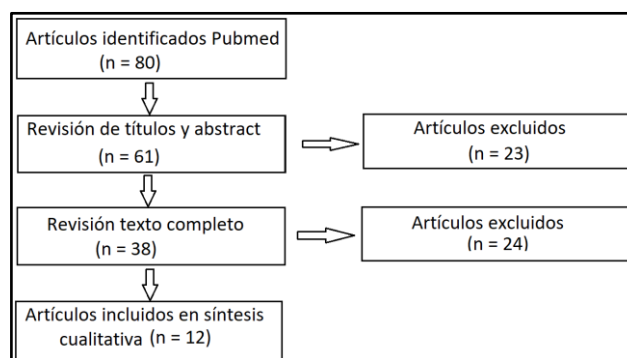 Artículos identificados Pubmed
(n = 80)
Revisión de títulos y abstract
(n = 61)
Artículos excluidos
(n = 23)
Revisión texto completo
(n = 38)
Artículos excluidos
(n = 24)
Artículos incluidos en síntesis
cualitativa (n = 12)